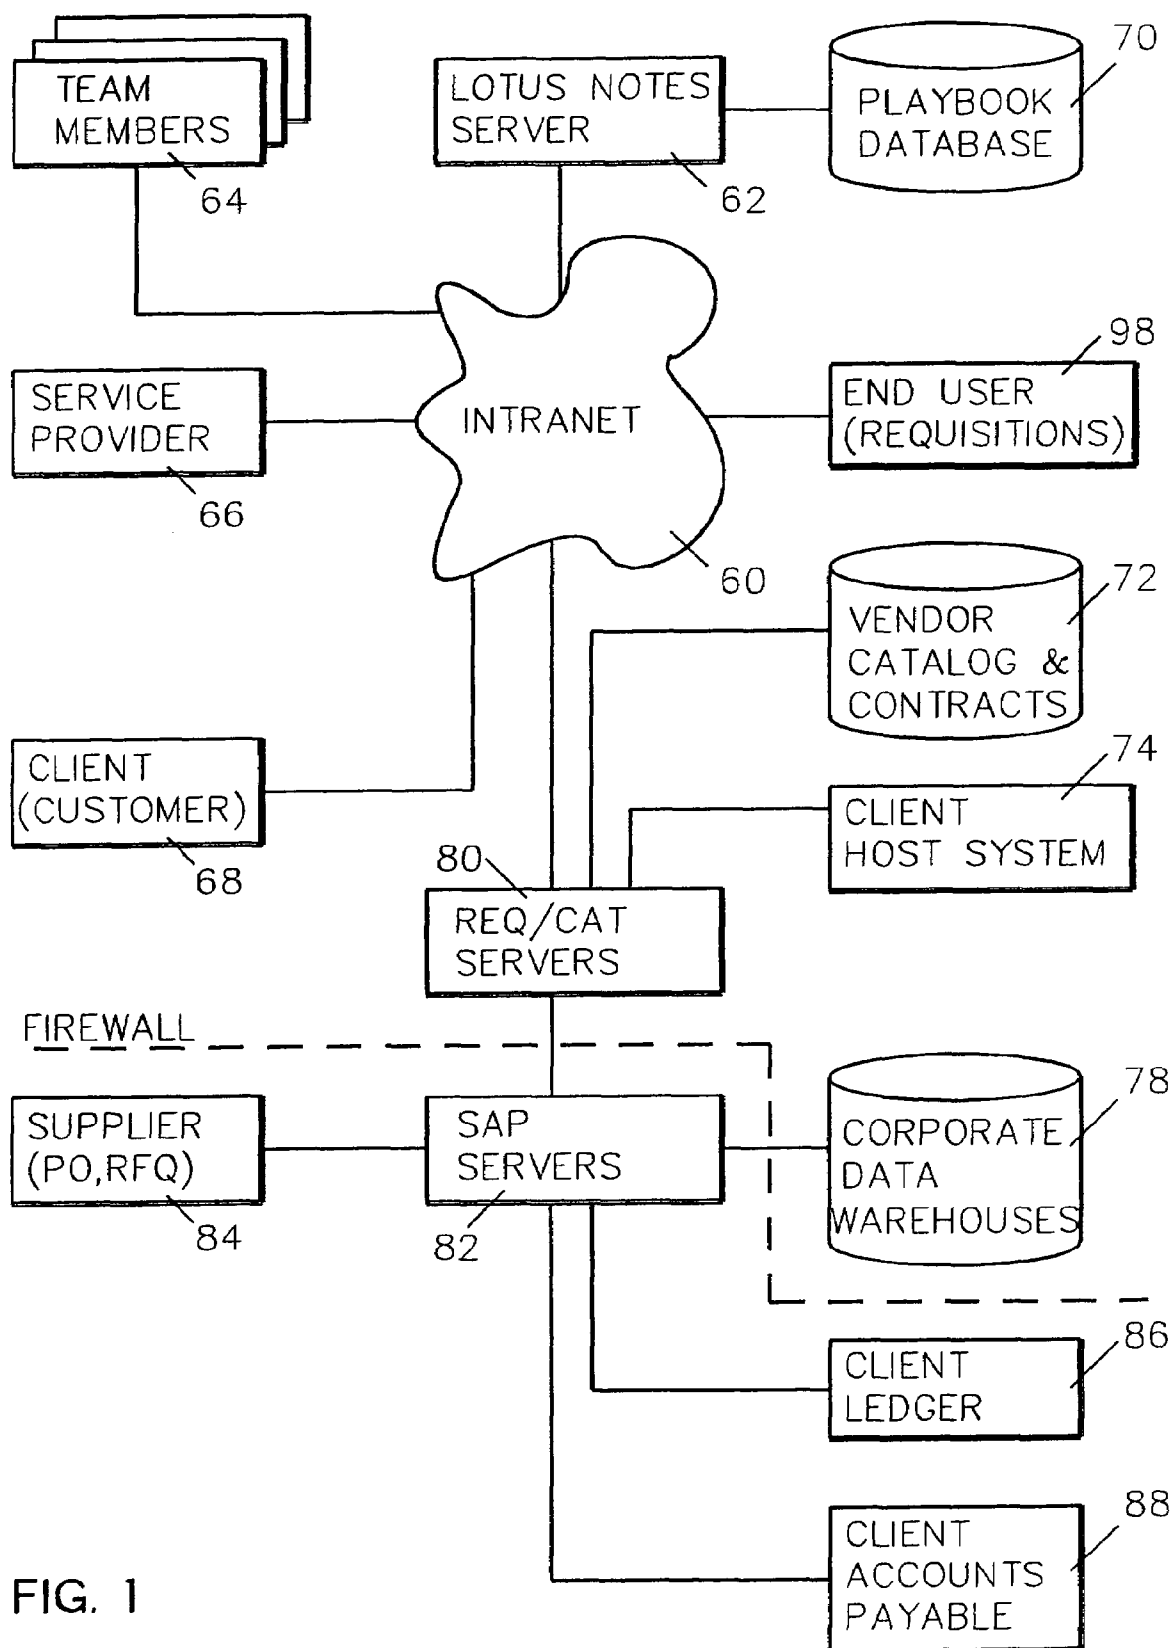 TEAM
MEMBERS
64
LOTUS NOTES
SERVER
62
70
PLAYBOOK
DATABASE
SERVICE
PROVIDER
66
INTRANET
60
98
END USER
(REQUISITIONS)
72
VENDOR
CATALOG &
CONTRACTS
CLIENT
(CUSTOMER)
68
74
CLIENT
HOST SYSTEM
80
REQ/CAT
SERVERS
FIREWALL
SUPPLIER
(PO,RFQ)
84
SAP
SERVERS
82
78
CORPORATE
DATA
WAREHOUSES
86
CLIENT
LEDGER
88
CLIENT
ACCOUNTS
PAYABLE
FIG. 1